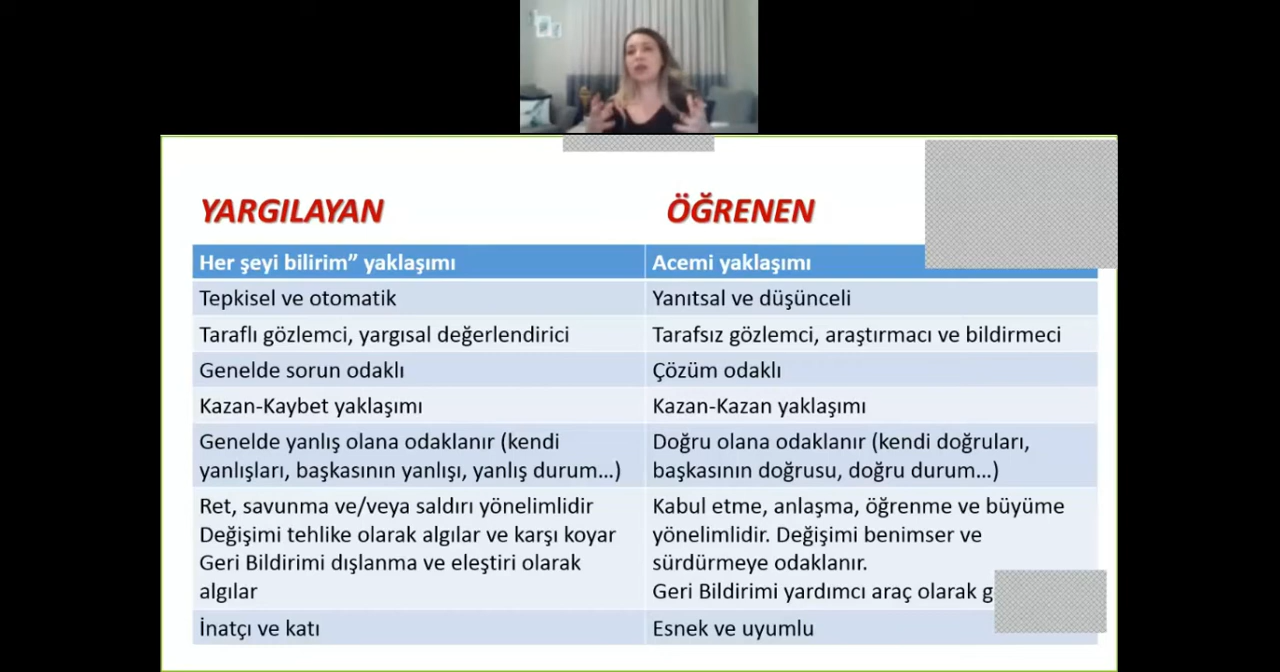 YARGILAYAN
ÖĞRENEN
Her şeyi bilirim” yaklaşımı
Acemi yaklaşımı
Tepkisel ve otomatik
Yanıtsal ve düşünceli
Taraflı gözlemci, yargısal değerlendirici
Tarafsız gözlemci, araştırmacı ve bildirmeci
Genelde sorun odaklı
Çözüm odaklı
Kazan-Kaybet yaklaşımı
Kazan-Kazan yaklaşımı
Genelde yanlış olana odaklanır (kendi
yanlışları, başkasının yanlışı, yanlış durum…)
Doğru olana odaklanır (kendi doğruları,
başkasının doğrusu, doğru durum…)
Ret, savunma ve/veya saldırı yönelimlidir
Değişimi tehlike olarak algılar ve karşı koyar
Geri Bildirimi dışlanma ve eleştiri olarak
algılar
Kabul etme, anlaşma, öğrenme ve büyüme
yönelimlidir. Değişimi benimser ve
sürdürmeye odaklanır.
Geri Bildirimi yardımcı araç olarak
İnatçı ve katı
Esnek ve uyumlu